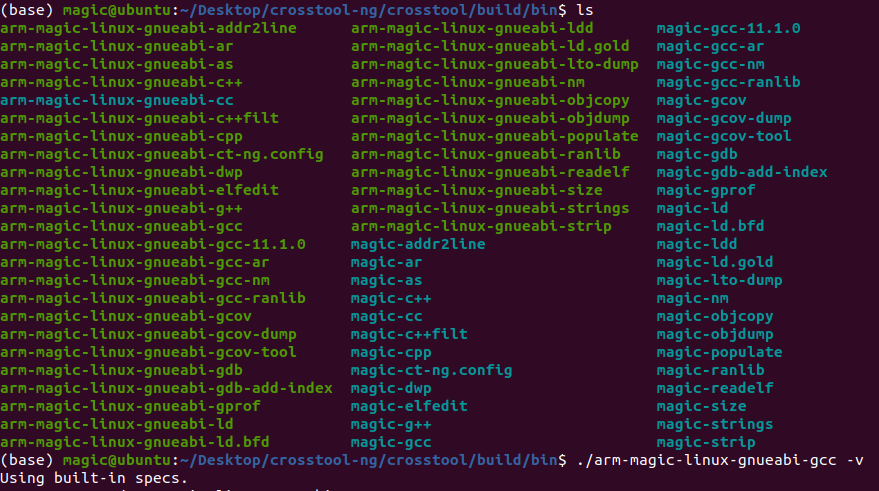 (base) magic@ubuntu:~/Desktop/crosstool-ng/crosstool/build/bin$ ls
arm-magic-linux-gnueabi-addr2line arm-magic-linux-gnueabi-ldd magic-gcc-11.1.0
arm-magic-linux-gnueabi-ar arm-magic-linux-gnueabi-ld.gold magic-gcc-ar
arm-magic-linux-gnueabi-as arm-magic-linux-gnueabi-lto-dump magic-gcc-nm
arm-magic-linux-gnueabi-c++ arm-magic-linux-gnueabi-nm magic-gcc-ranlib
arm-magic-linux-gnueabi-cc arm-magic-linux-gnueabi-objcopy magic-gcov
arm-magic-linux-gnueabi-c++filt arm-magic-linux-gnueabi-objdump magic-gcov-dump
arm-magic-linux-gnueabi-cpp arm-magic-linux-gnueabi-populate magic-gcov-tool
arm-magic-linux-gnueabi-ct-ng.config arm-magic-linux-gnueabi-ranlib magic-gdb
arm-magic-linux-gnueabi-dwp arm-magic-linux-gnueabi-readelf magic-gdb-add-index
arm-magic-linux-gnueabi-elfedit arm-magic-linux-gnueabi-size magic-gprof
arm-magic-linux-gnueabi-g++ arm-magic-linux-gnueabi-strings magic-ld
arm-magic-linux-gnueabi-gcc arm-magic-linux-gnueabi-strip magic-ld.bfd
arm-magic-linux-gnueabi-gcc-11.1.0 magic-addr2line magic-ldd
arm-magic-linux-gnueabi-gcc-ar magic-ar magic-ld.gold
arm-magic-linux-gnueabi-gcc-nm magic-as magic-lto-dump
arm-magic-linux-gnueabi-gcc-ranlib magic-c++ magic-nm
arm-magic-linux-gnueabi-gcov magic-cc magic-objcopy
arm-magic-linux-gnueabi-gcov-dump magic-c++filt magic-objdump
arm-magic-linux-gnueabi-gcov-tool magic-cpp magic-populate
arm-magic-linux-gnueabi-gdb magic-ct-ng.config magic-ranlib
arm-magic-linux-gnueabi-gdb-add-index magic-dwp magic-readelf
arm-magic-linux-gnueabi-gprof magic-elfedit magic-size
arm-magic-linux-gnueabi-ld magic-g++ magic-strings
arm-magic-linux-gnueabi-ld.bfd magic-gcc magic-strip
(base) magic@ubuntu:~/Desktop/crosstool-ng/crosstool/build/bin$ ./arm-magic-linux-gnueabi-gcc -v
Using built-in specs.